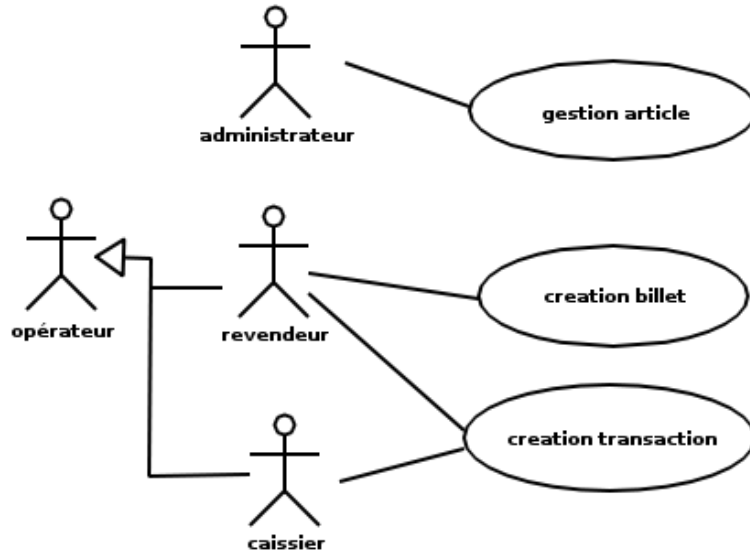 gestion article
administrateur
opérateur
revendeur
creation billet
creation transaction
caissier